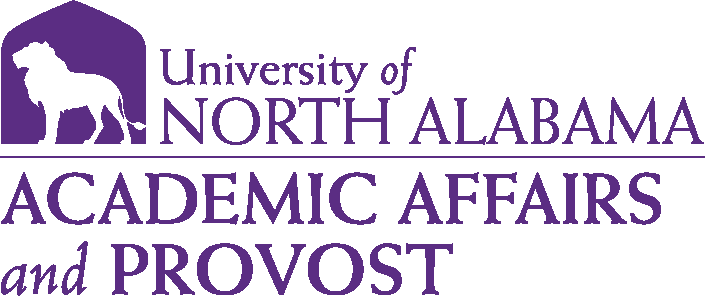 University of
NORTH ALABAMA
ACADEMIC AFFAIRS
and PROVOST